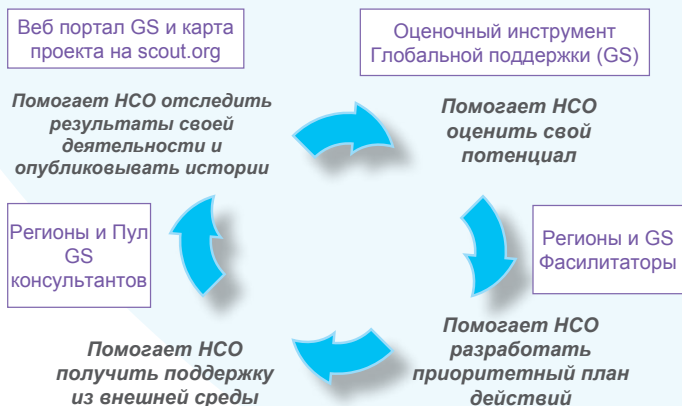 Веб портал GS и карта
проекта на scout.org
Оценочный инструмент
Глобальной поддержки (GS)
Помогает НСО отследить
результаты своей
деятельности и
опубликовывать истории
Помогает НСО
оценить свой
потенциал
Регионы и Пул
GS
консультантов
Регионы и GS
Фасилитаторы
Помогает НСО
получить поддержку
из внешней среды
Помогает НСО
разработать
приоритетный план
действий